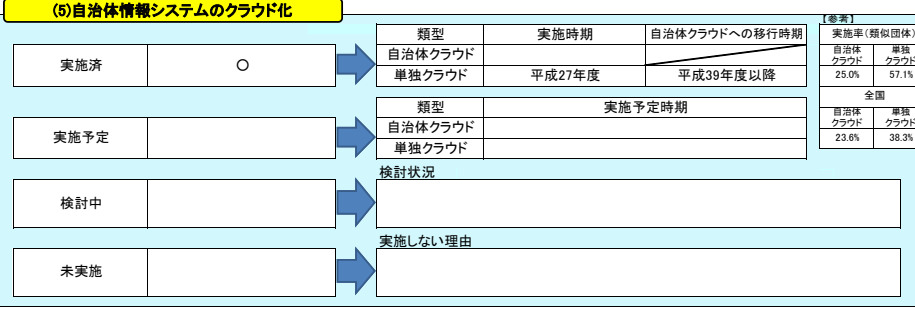 (5)自治体情報システムのクラウド化
実施済 ○
類型 実施時期 自治体クラウドへの移行時期
自治体クラウド
単独クラウド 平成27年度 平成39年度以降
【参考】
実施率(類似団体)
自治体クラウド 単独クラウド
25.0% 57.1%
全国
自治体クラウド 単独クラウド
23.6% 38.3%
実施予定
類型 実施予定時期
自治体クラウド
単独クラウド
検討中
検討状況
未実施
実施しない理由